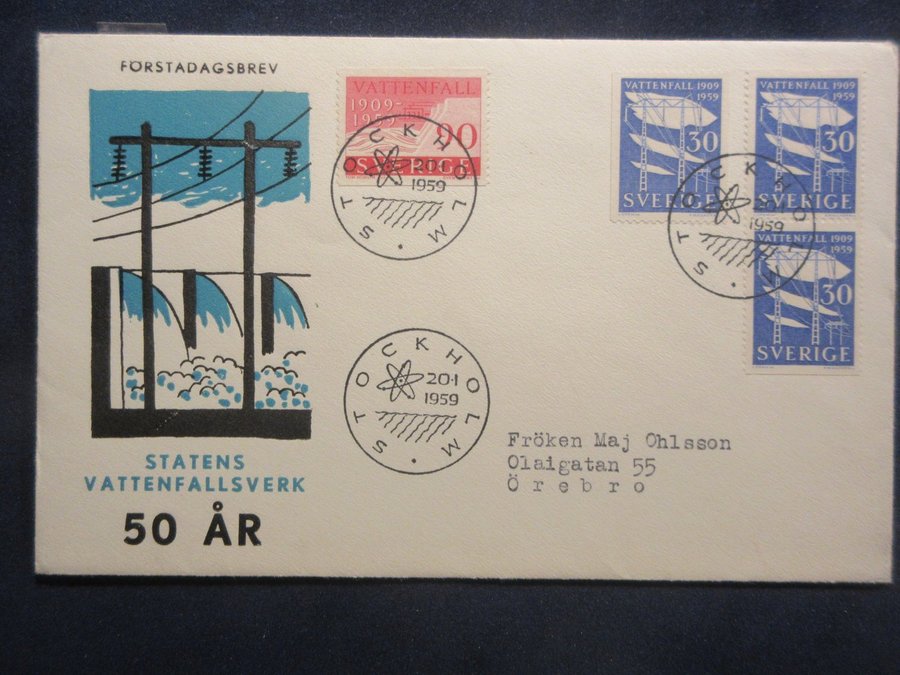 FÖRSTADAGSBREV
VATTENFALL
1909-
1959
90
SVERIGE
VATTENFALL 1909
1959
30
SVERIGE
VATTENFALL 1909
1959
30
SVERIGE
VATTENFALL 1909
1959
30
SVERIGE
STOCKHOLM
20·1
1959
STOCKHOLM
1959
STOCKHOLM
20·1
1959
STATENS
VATTENFALLSVERK
50 ÅR
Fröken Maj Ohlsson
Olaigatan 55
Örebro